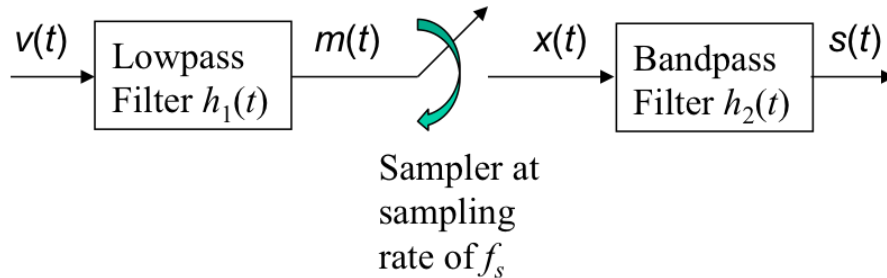 v(t)
Lowpass
Filter h₁(t)
m(t)
x(t)
Bandpass
Filter h₂(t)
s(t)
Sampler at
sampling
rate of fₛ